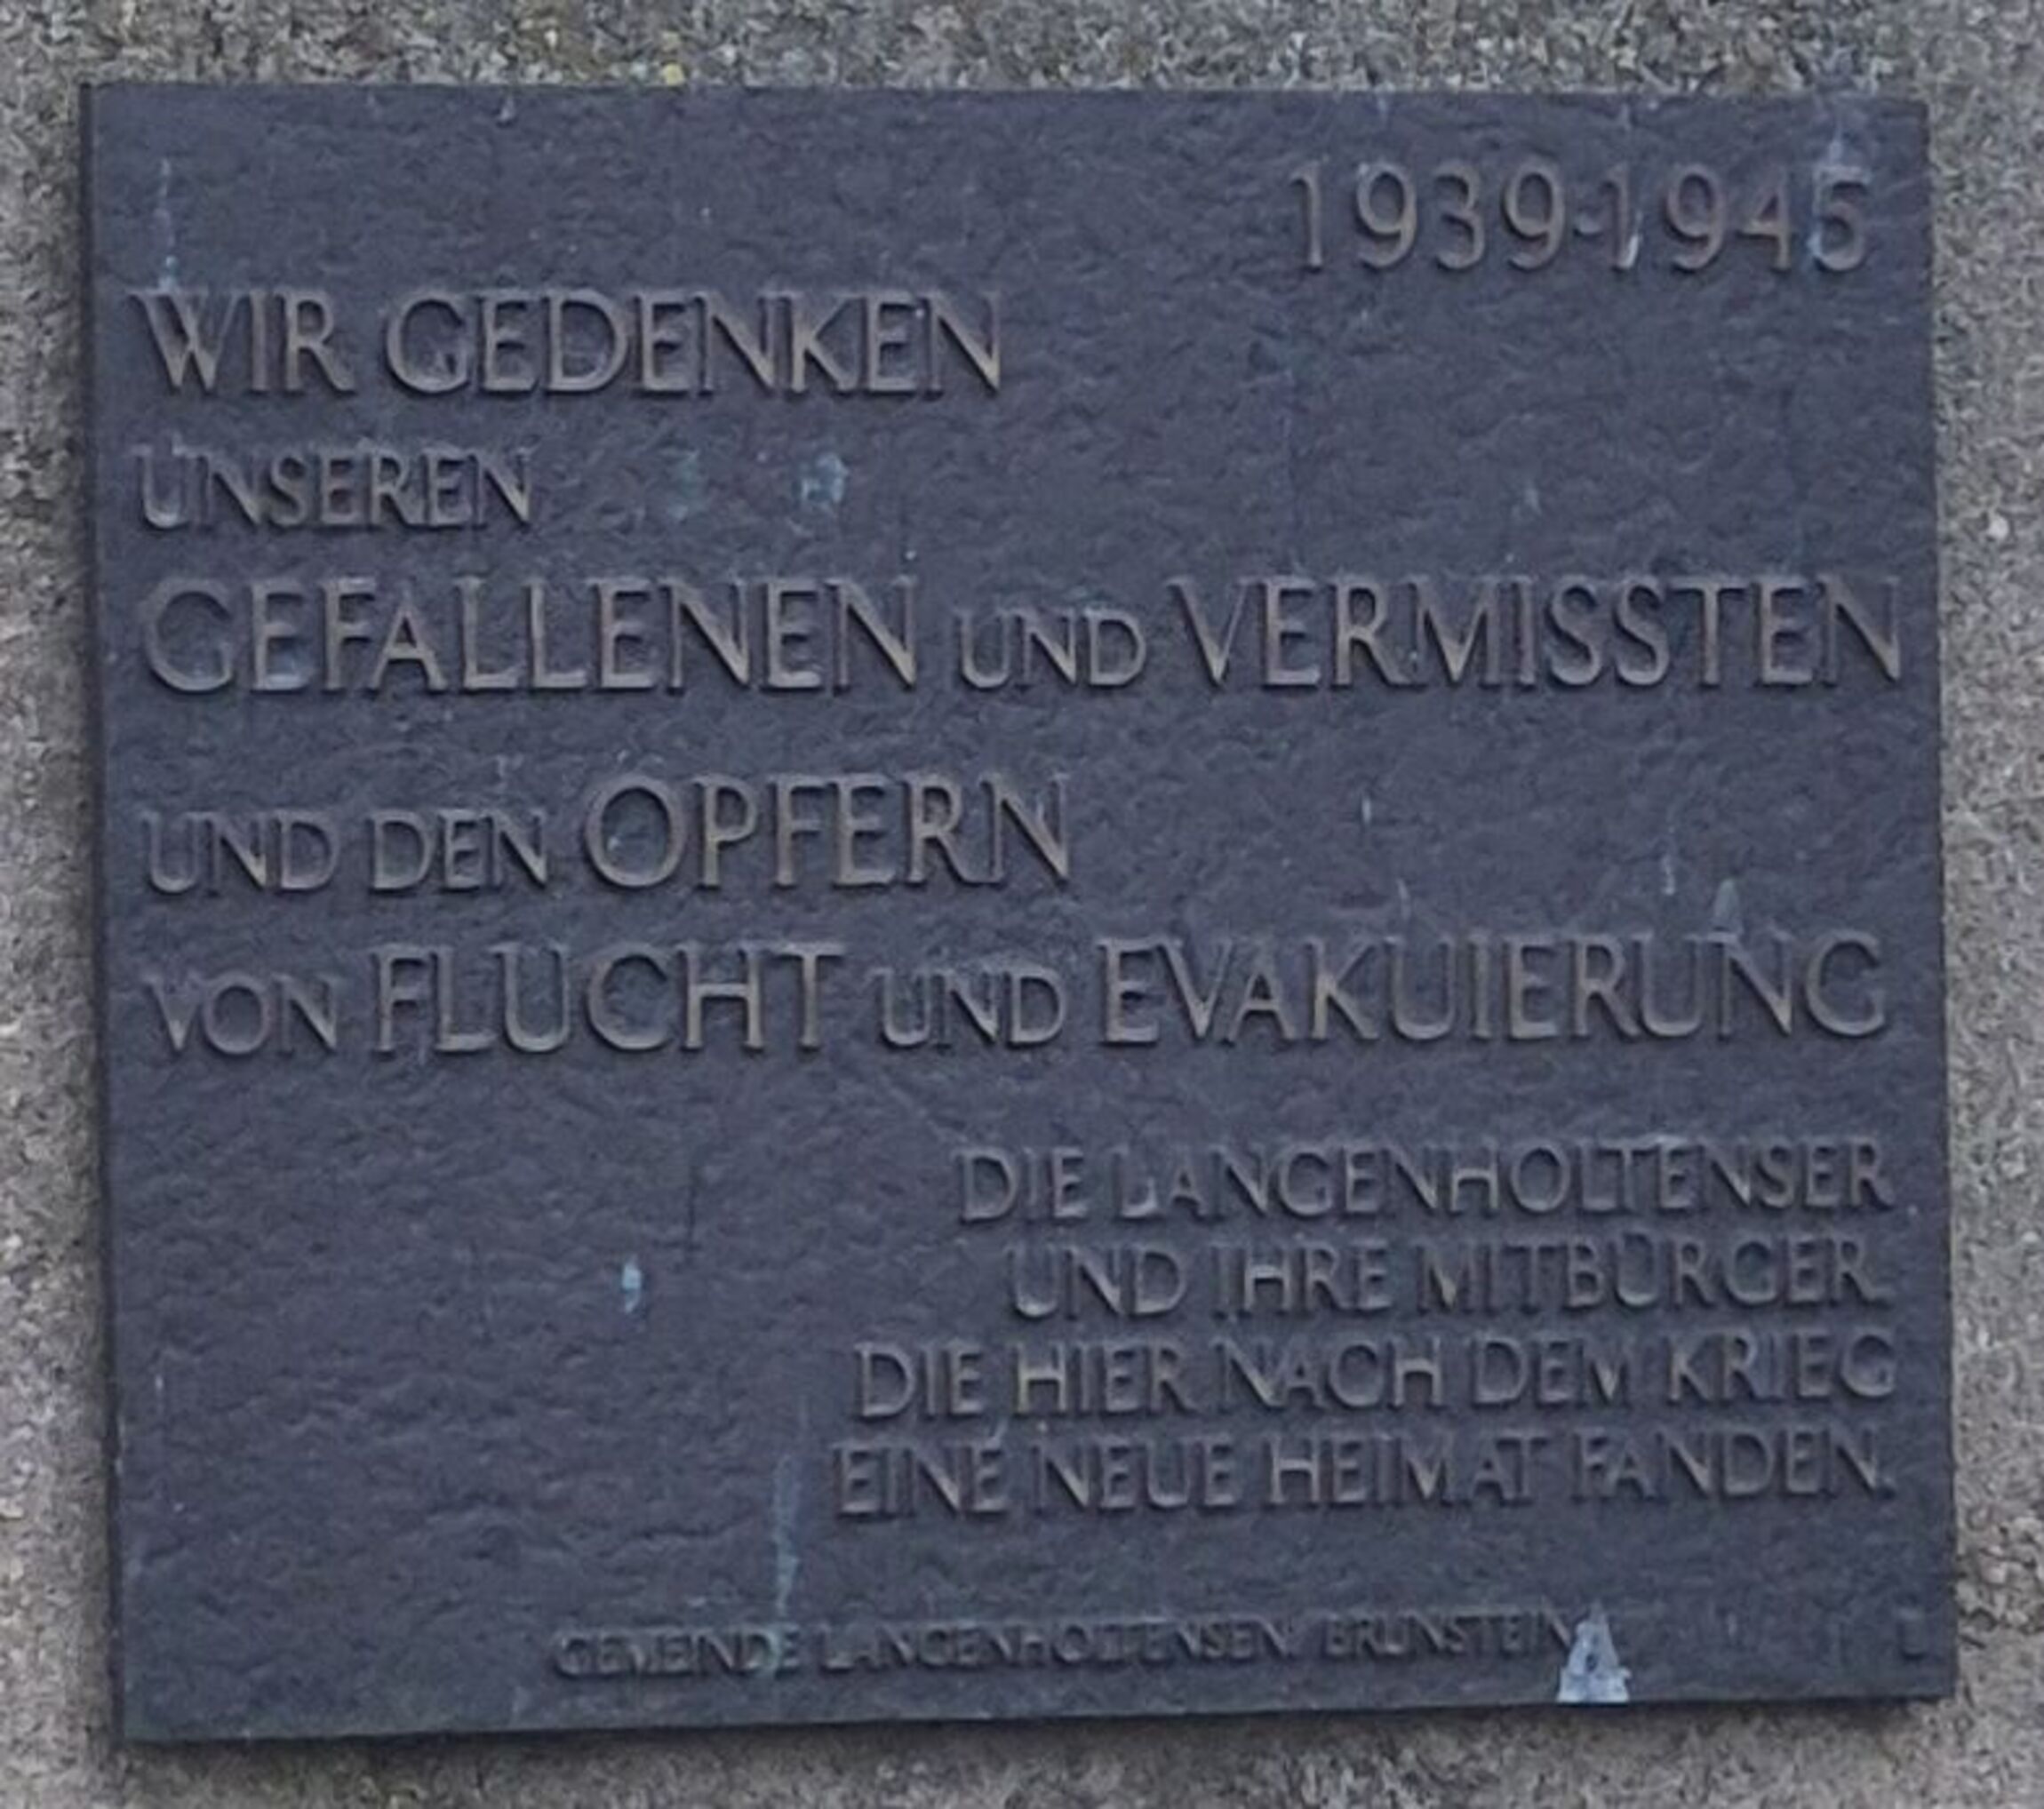 1939-1945
WIR GEDENKEN
UNSEREN
GEFALLENEN UND VERMISSTEN
UND DEN OPFERN
VON FLUCHT UND EVAKUIERUNG
DIE LANGENHOLTENSER
UND IHRE MITBÜRGER
DIE HIER NACH DEM KRIEG
EINE NEUE HEIMAT FANDEN.
GEMEINDE LANGENHOLTENSEN